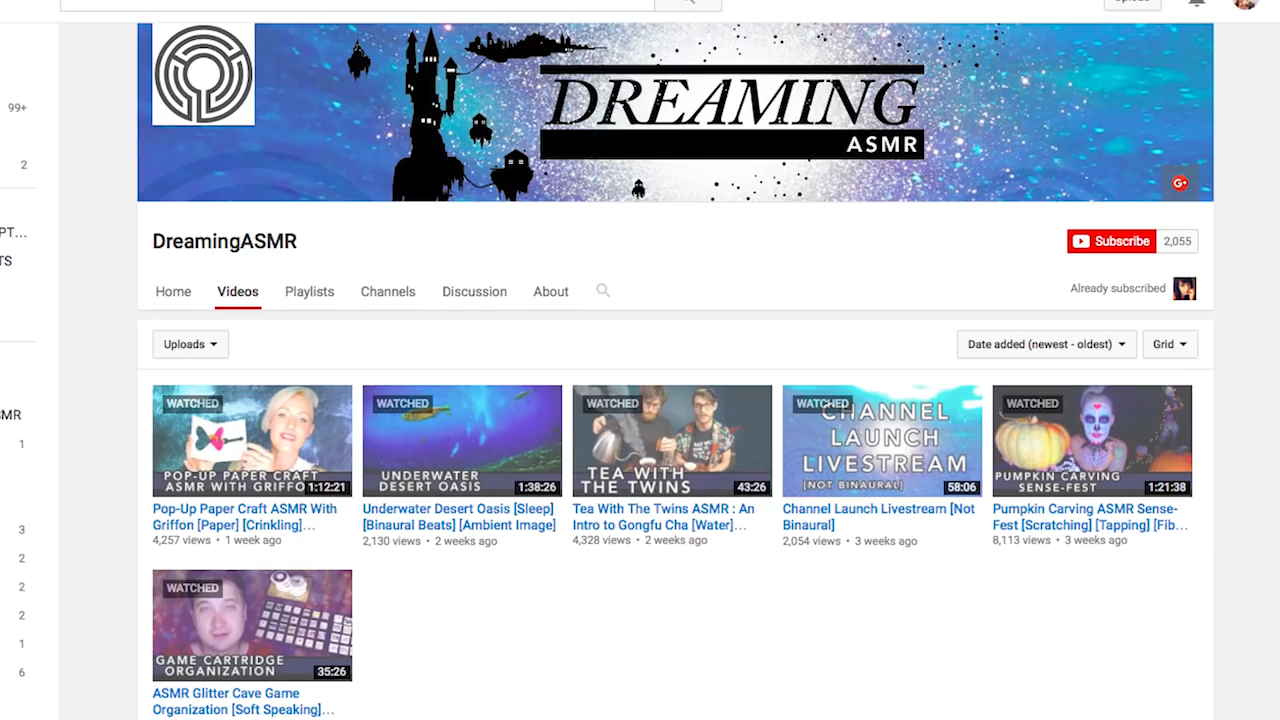 Upload
99+
2
PT...
TS
SMR
1
3
2
2
2
1
6
DREAMING
ASMR
G+
DreamingASMR
Subscribe 2,055
Home Videos Playlists Channels Discussion About
Already subscribed
Uploads
Date added (newest - oldest) Grid
WATCHED
POP-UP PAPER CRAFT
ASMR WITH GRIFFO
1:12:21
Pop-Up Paper Craft ASMR With
Griffon [Paper] [Crinkling]...
4,257 views • 1 week ago
WATCHED
UNDERWATER
DESERT OASIS
1:38:26
Underwater Desert Oasis [Sleep]
[Binaural Beats] [Ambient Image]
2,130 views • 2 weeks ago
WATCHED
TEA WITH
THE TWINS
43:26
Tea With The Twins ASMR : An
Intro to Gongfu Cha [Water]...
4,328 views • 2 weeks ago
WATCHED
CHANNEL
LAUNCH
LIVESTREAM
[NOT BINAURAL]
58:06
Channel Launch Livestream [Not
Binaural]
2,054 views • 3 weeks ago
WATCHED
PUMPKIN CARVING
SENSE-FEST
1:21:38
Pumpkin Carving ASMR Sense-
Fest [Scratching] [Tapping] [Fib...
8,113 views • 3 weeks ago
WATCHED
GAME CARTRIDGE
ORGANIZATION
35:26
ASMR Glitter Cave Game
Organization [Soft Speaking]...